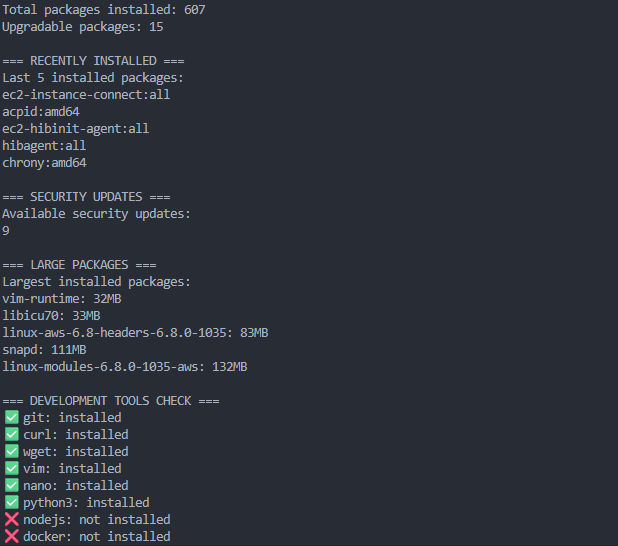 Total packages installed: 607
Upgradable packages: 15
=== RECENTLY INSTALLED ===
Last 5 installed packages:
ec2-instance-connect:all
acpid:amd64
ec2-hibinit-agent:all
hibagent:all
chrony:amd64
=== SECURITY UPDATES ===
Available security updates:
9
=== LARGE PACKAGES ===
Largest installed packages:
vim-runtime: 32MB
libicu70: 33MB
linux-aws-6.8-headers-6.8.0-1035: 83MB
snapd: 111MB
linux-modules-6.8.0-1035-aws: 132MB
=== DEVELOPMENT TOOLS CHECK ===
✅ git: installed
✅ curl: installed
✅ wget: installed
✅ vim: installed
✅ nano: installed
✅ python3: installed
❌ nodejs: not installed
❌ docker: not installed